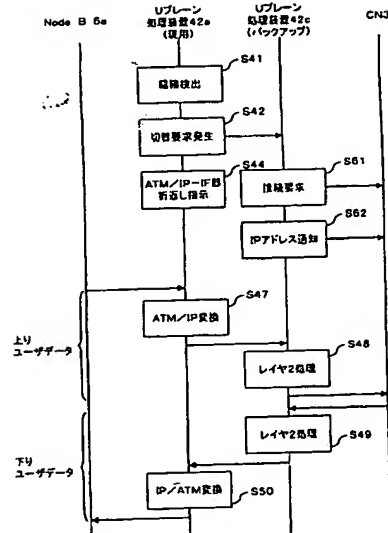 Node B 6a
Uプレーン
処理装置42a
(現用)
Uプレーン
処理装置42c
(バックアップ)
CN3
S41
S42
切替要求発生
S44
ATM/IP-IF部
折返し指示
S61
接続要求
S62
IPアドレス通知
上り
ユーザデータ
S47
ATM/IP変換
S48
レイヤ2処理
S49
レイヤ2処理
下り
ユーザデータ
IP/ATM変換
S50